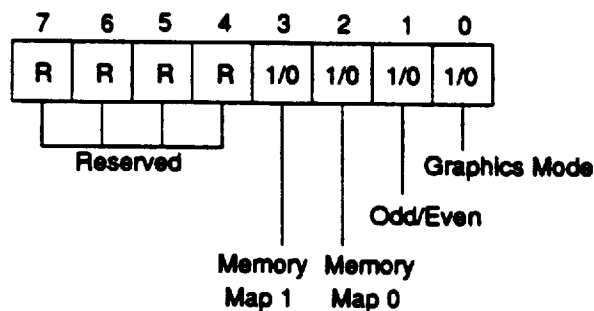 7 6 5 4 3 2 1 0
R R R R 1/0 1/0 1/0 1/0
Reserved
Graphics Mode
Odd/Even
Memory Memory
Map 1 Map 0